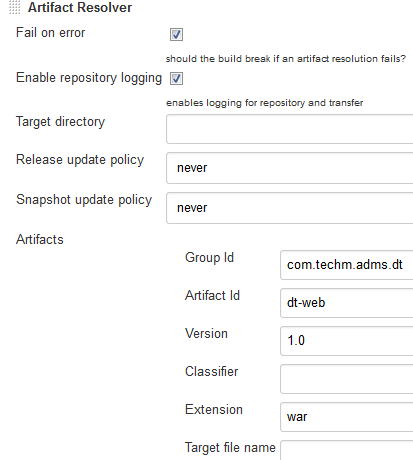 Artifact Resolver
Fail on error
should the build break if an artifact resolution fails?
Enable repository logging
enables logging for repository and transfer
Target directory
Release update policy never
Snapshot update policy never
Artifacts
Group Id com.techm.adms.dt
Artifact Id dt-web
Version 1.0
Classifier
Extension war
Target file name